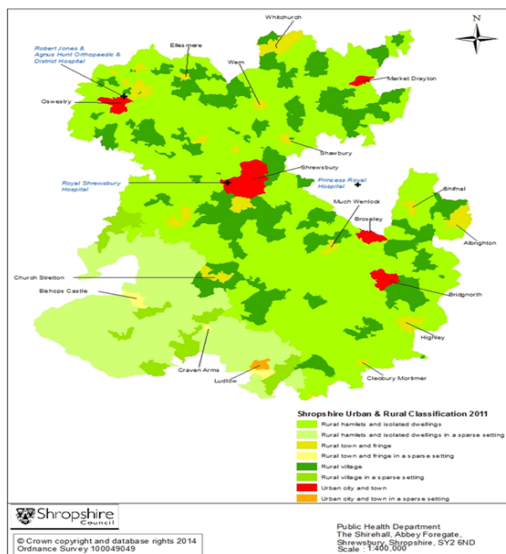 Whitchurch
N
Robert Jones &
Agnus Hunt Orthopaedic &
District Hospital
Ellesmere
Wem
Market Drayton
Oswestry
Shawbury
Shrewsbury
Royal Shrewsbury
Hospital
Princess Royal
Hospital
Much Wenlock
Shifnal
Broseley
Albrighton
Church Stretton
Bishops Castle
Bridgnorth
Highley
Craven Arms
Ludlow
Cleobury Mortimer
Shropshire Urban & Rural Classification 2011
Rural hamlets and isolated dwellings
Rural hamlets and isolated dwellings in a sparse setting
Rural town and fringe
Rural town and fringe in a sparse setting
Rural village
Rural village in a sparse setting
Urban city and town
Urban city and town in a sparse setting
Shropshire
Council
© Crown copyright and database rights 2014
Ordnance Survey 100049049
Public Health Department
The Shirehall, Abbey Foregate,
Shrewsbury, Shropshire, SY2 6ND
Scale : 1:400,000